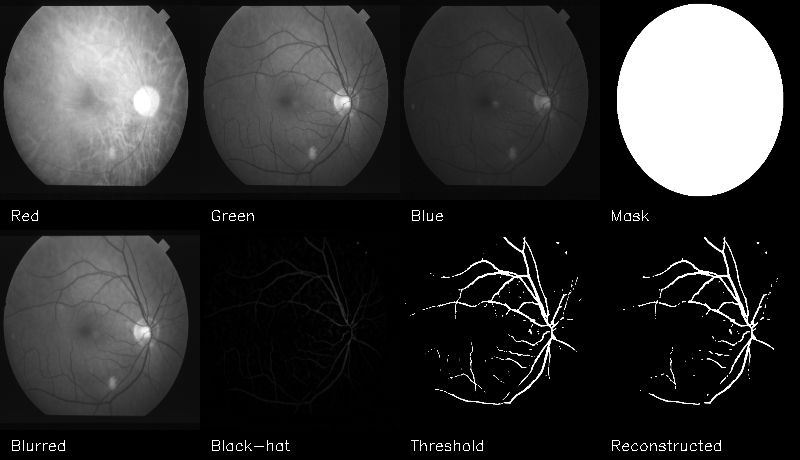 Red
Green
Blue
Mask
Blurred
Black-hat
Threshold
Reconstructed